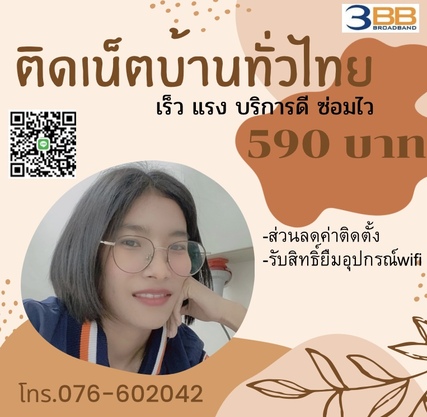 3BB
BROADBAND
ติดเน็ตบ้านทั่วไทย
เร็ว แรง บริการดี ซ่อมไว
590 บาท
-ส่วนลดค่าติดตั้ง
-รับสิทธิ์ยืมอุปกรณ์wifi
โทร.076-602042